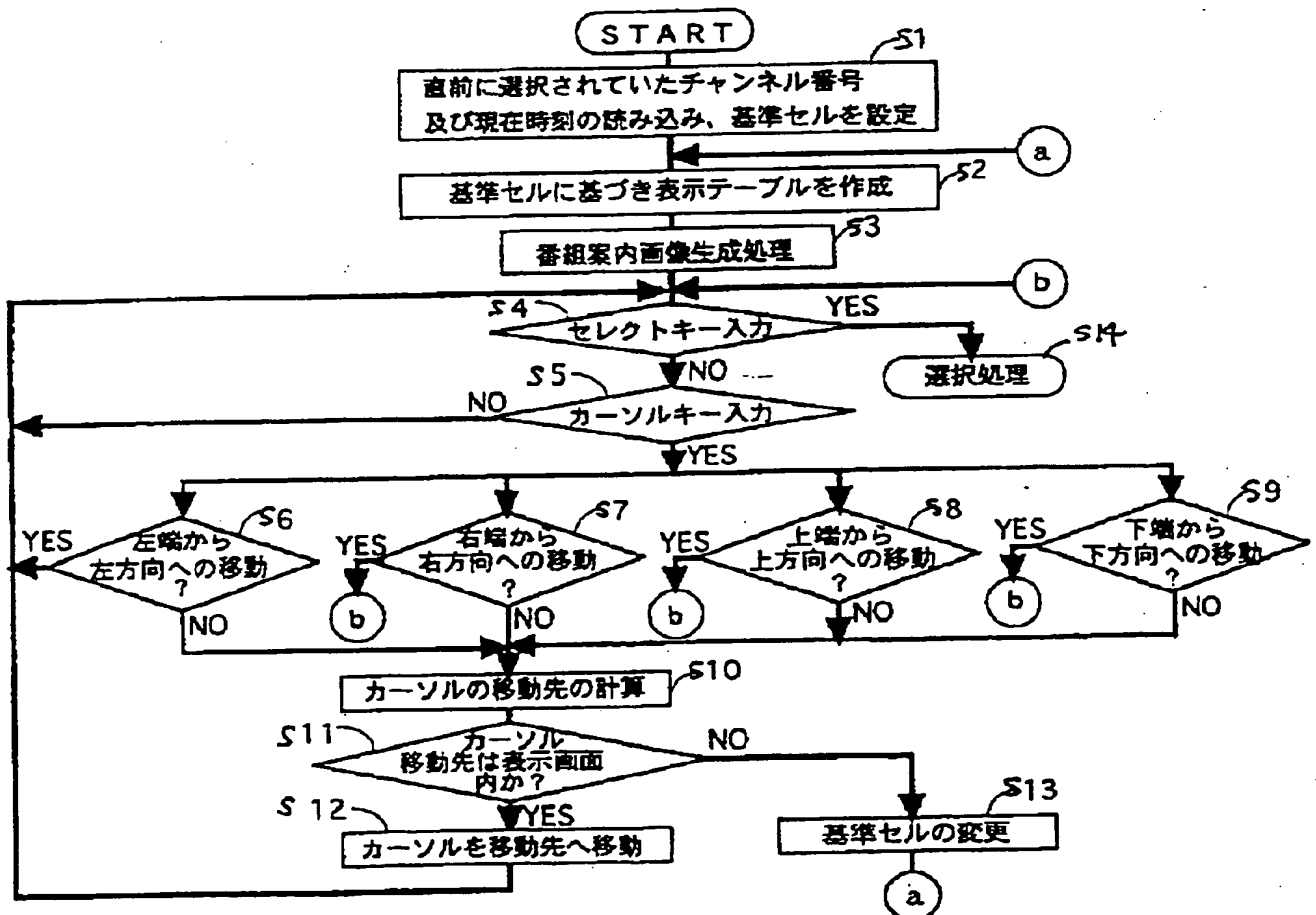 START
S1
直前に選択されていたチャンネル番号
及び現在時刻の読み込み、基準セルを設定
a
S2
基準セルに基づき表示テーブルを作成
S3
番組案内画像生成処理
b
S4
セレクトキー入力
YES
S14
選択処理
NO
S5
カーソルキー入力
NO
YES
S6
左端から
左方向への移動
?
YES
NO
S7
右端から
右方向への移動
?
YES
b
NO
S8
上端から
上方向への移動
?
YES
b
NO
S9
下端から
下方向への移動
?
YES
b
NO
S10
カーソルの移動先の計算
S11
カーソル
移動先は表示画面
内か?
NO
YES
S12
カーソルを移動先へ移動
S13
基準セルの変更
a